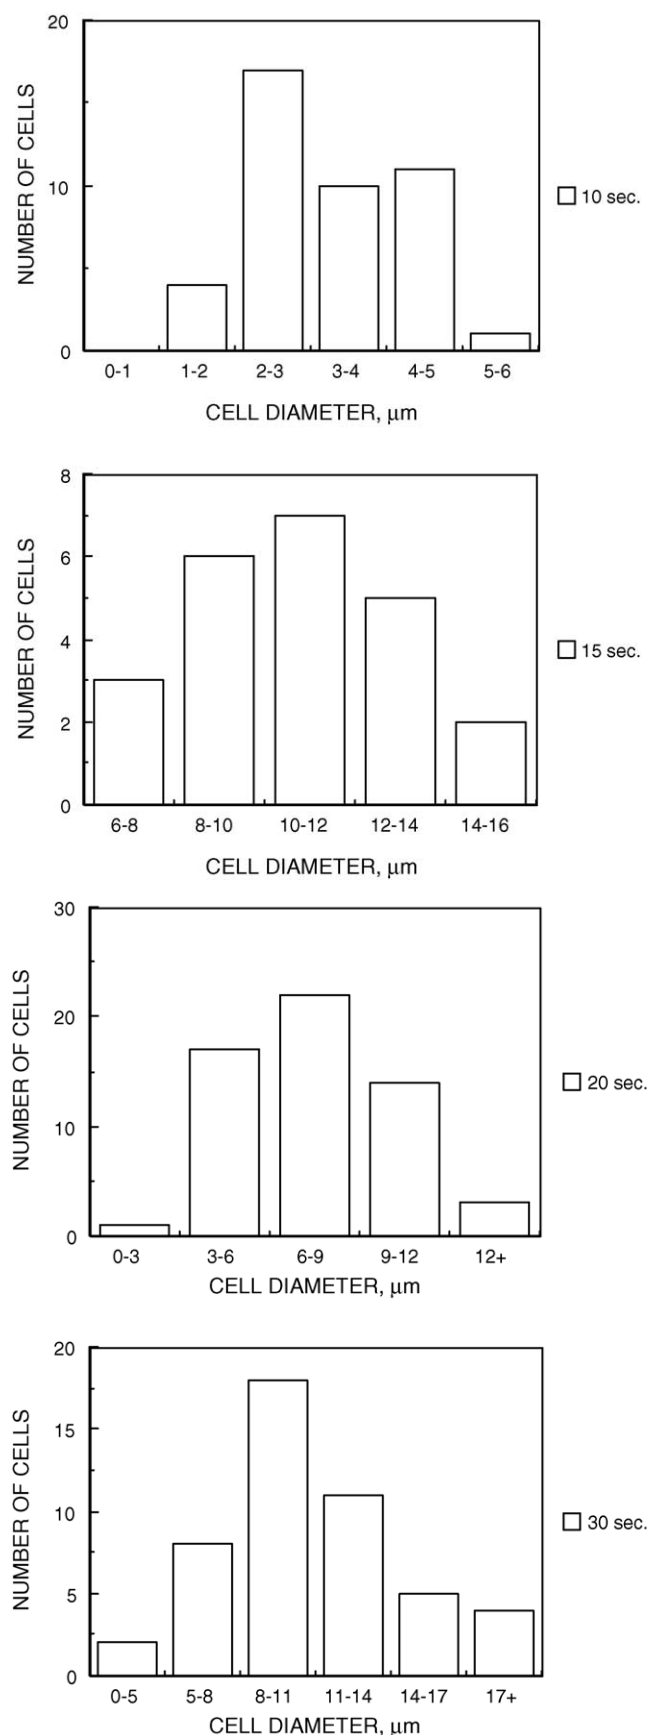 20
10
0
NUMBER OF CELLS
0-1 1-2 2-3 3-4 4-5 5-6
CELL DIAMETER, μm
10 sec.
8
6
4
2
0
NUMBER OF CELLS
6-8 8-10 10-12 12-14 14-16
CELL DIAMETER, μm
15 sec.
30
20
10
0
NUMBER OF CELLS
0-3 3-6 6-9 9-12 12+
CELL DIAMETER, μm
20 sec.
20
15
10
5
0
NUMBER OF CELLS
0-5 5-8 8-11 11-14 14-17 17+
CELL DIAMETER, μm
30 sec.